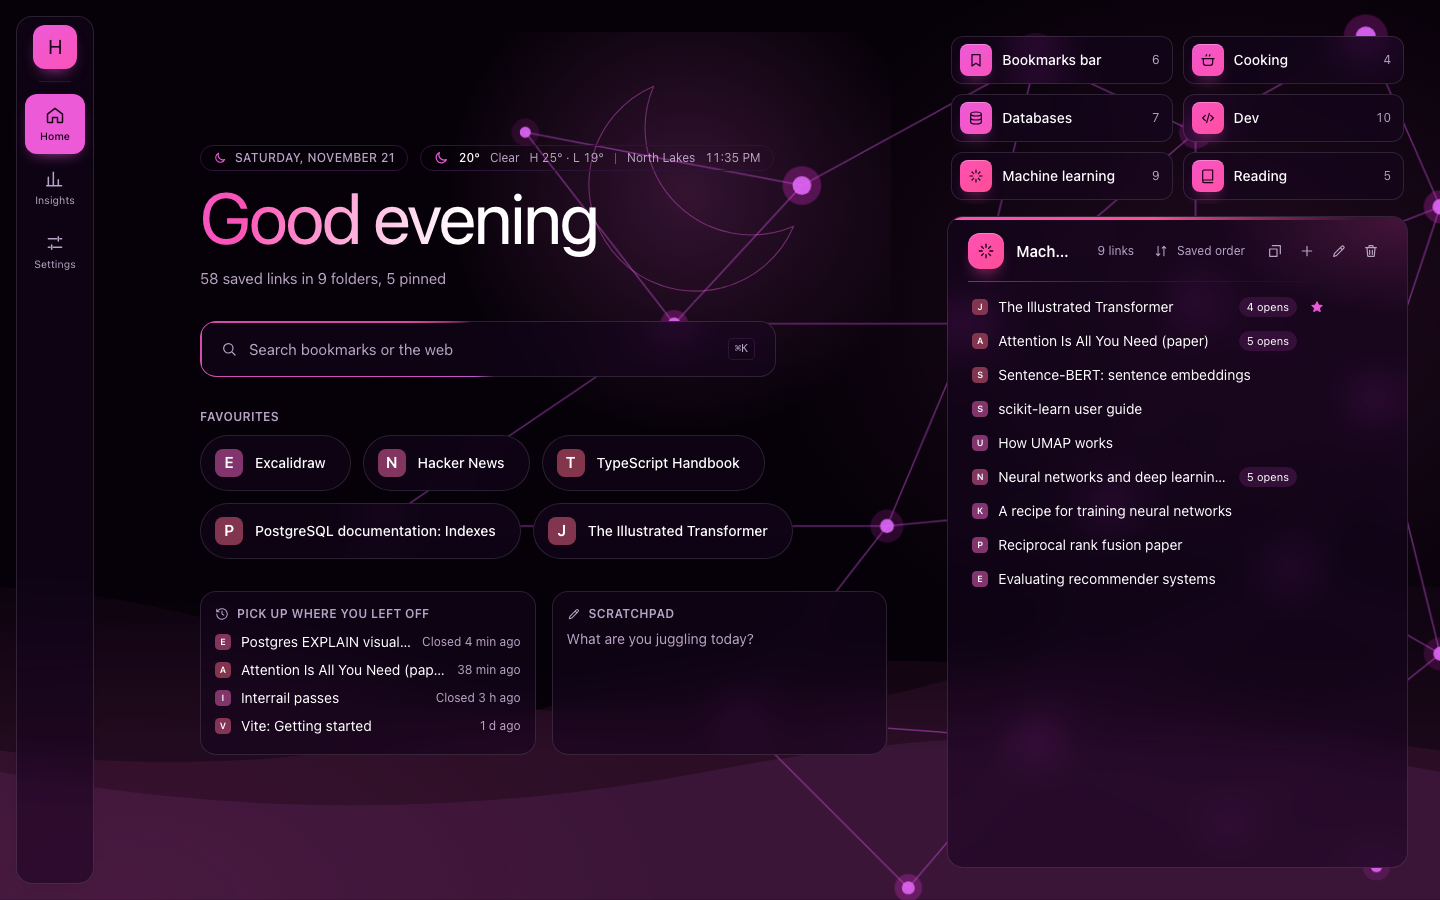 H
Home
Insights
Settings
SATURDAY, NOVEMBER 21
20° Clear H 25° · L 19° | North Lakes 11:35 PM
Good evening
58 saved links in 9 folders, 5 pinned
Search bookmarks or the web ⌘K
FAVOURITES
E Excalidraw
N Hacker News
T TypeScript Handbook
P PostgreSQL documentation: Indexes
J The Illustrated Transformer
PICK UP WHERE YOU LEFT OFF
E Postgres EXPLAIN visual... Closed 4 min ago
A Attention Is All You Need (pap... 38 min ago
I Interrail passes Closed 3 h ago
V Vite: Getting started 1 d ago
SCRATCHPAD
What are you juggling today?
Bookmarks bar 6
Cooking 4
Databases 7
Dev 10
Machine learning 9
Reading 5
Mach... 9 links Saved order
J The Illustrated Transformer 4 opens
A Attention Is All You Need (paper) 5 opens
S Sentence-BERT: sentence embeddings
S scikit-learn user guide
U How UMAP works
N Neural networks and deep learnin... 5 opens
K A recipe for training neural networks
P Reciprocal rank fusion paper
E Evaluating recommender systems